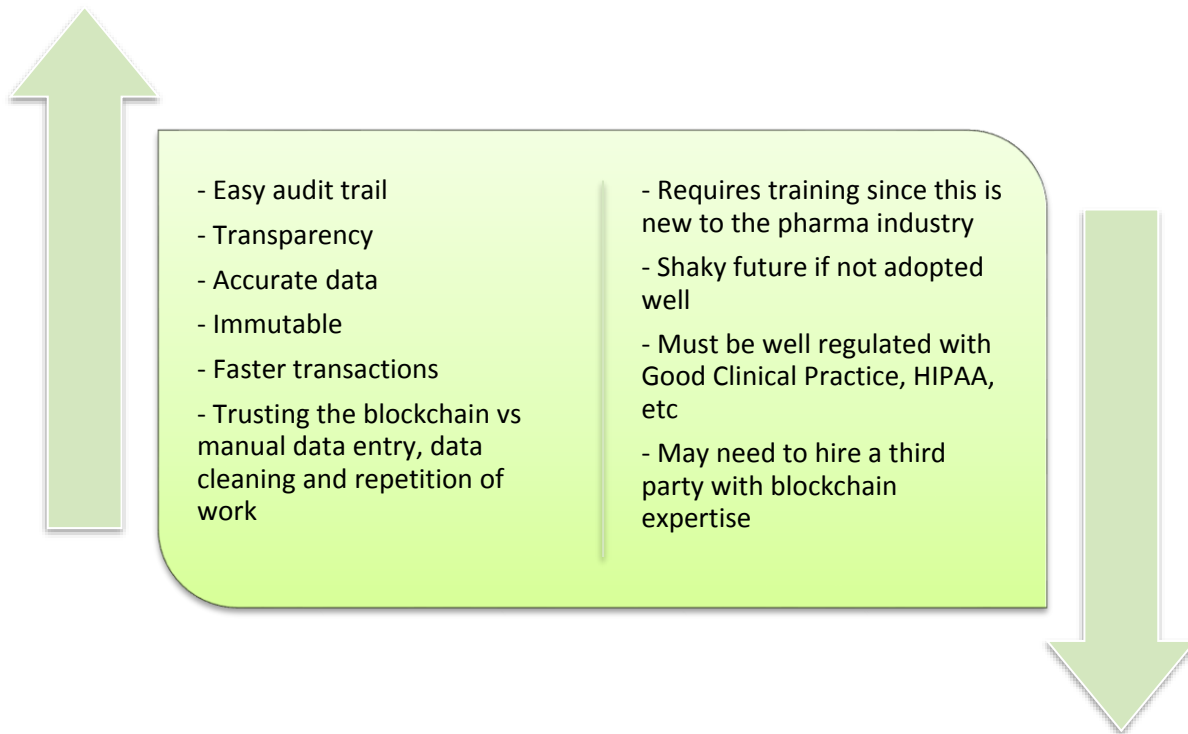 - Easy audit trail
- Transparency
- Accurate data
- Immutable
- Faster transactions
- Trusting the blockchain vs
manual data entry, data
cleaning and repetition of
work
- Requires training since this is
new to the pharma industry
- Shaky future if not adopted
well
- Must be well regulated with
Good Clinical Practice, HIPAA,
etc
- May need to hire a third
party with blockchain
expertise